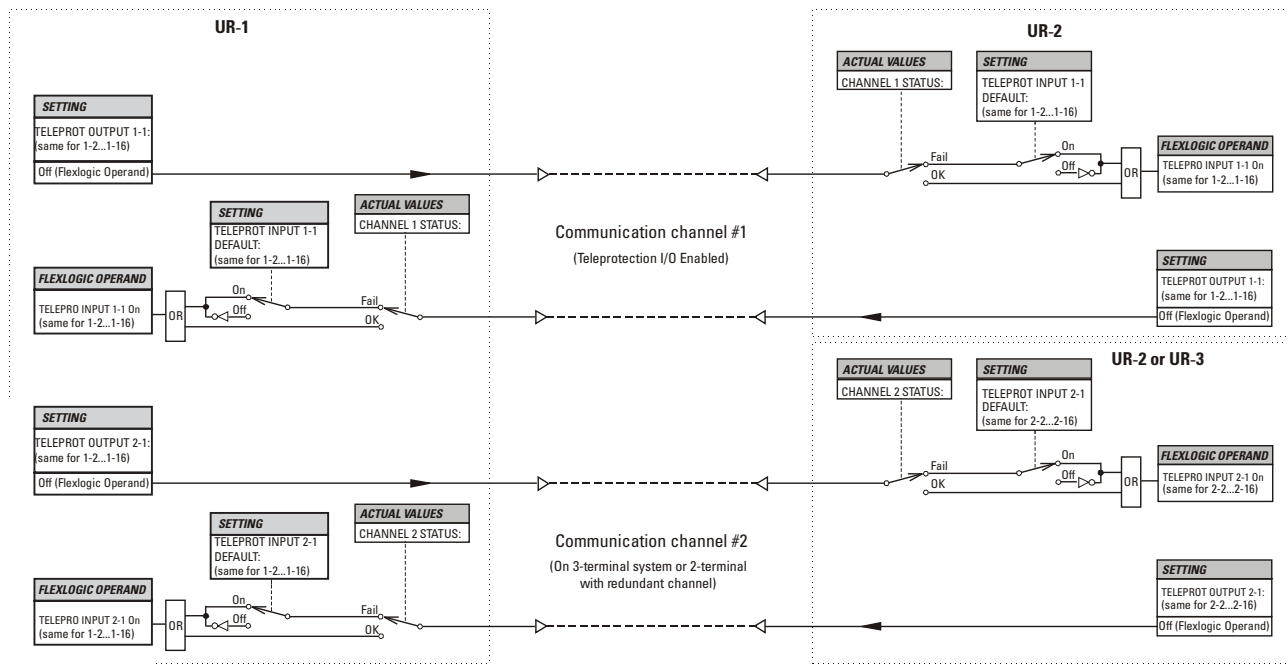 UR-1
SETTING
TELEPROT OUTPUT 1-1:
(same for 1-2...1-16)
Off (Flexlogic Operand)
SETTING
TELEPROT INPUT 1-1
DEFAULT:
(same for 1-2...1-16)
ACTUAL VALUES
CHANNEL 1 STATUS:
FLEXLOGIC OPERAND
TELEPRO INPUT 1-1 On
(same for 1-2...1-16)
OR
On
Off
Fail
OK
SETTING
TELEPROT OUTPUT 2-1:
(same for 1-2...1-16)
Off (Flexlogic Operand)
SETTING
TELEPROT INPUT 2-1
DEFAULT:
(same for 1-2...1-16)
ACTUAL VALUES
CHANNEL 2 STATUS:
FLEXLOGIC OPERAND
TELEPRO INPUT 2-1 On
(same for 1-2...1-16)
OR
On
Off
Fail
OK
Communication channel #1
(Teleprotection I/O Enabled)
Communication channel #2
(On 3-terminal system or 2-terminal
with redundant channel)
UR-2
ACTUAL VALUES
CHANNEL 1 STATUS:
SETTING
TELEPROT INPUT 1-1
DEFAULT:
(same for 1-2...1-16)
Fail
OK
On
Off
OR
FLEXLOGIC OPERAND
TELEPRO INPUT 1-1 On
(same for 1-2...1-16)
SETTING
TELEPROT OUTPUT 1-1:
(same for 1-2...1-16)
Off (Flexlogic Operand)
UR-2 or UR-3
ACTUAL VALUES
CHANNEL 2 STATUS:
SETTING
TELEPROT INPUT 2-1
DEFAULT:
(same for 2-2...2-16)
Fail
OK
On
Off
OR
FLEXLOGIC OPERAND
TELEPRO INPUT 2-1 On
(same for 2-2...2-16)
SETTING
TELEPROT OUTPUT 2-1:
(same for 2-2...2-16)
Off (Flexlogic Operand)